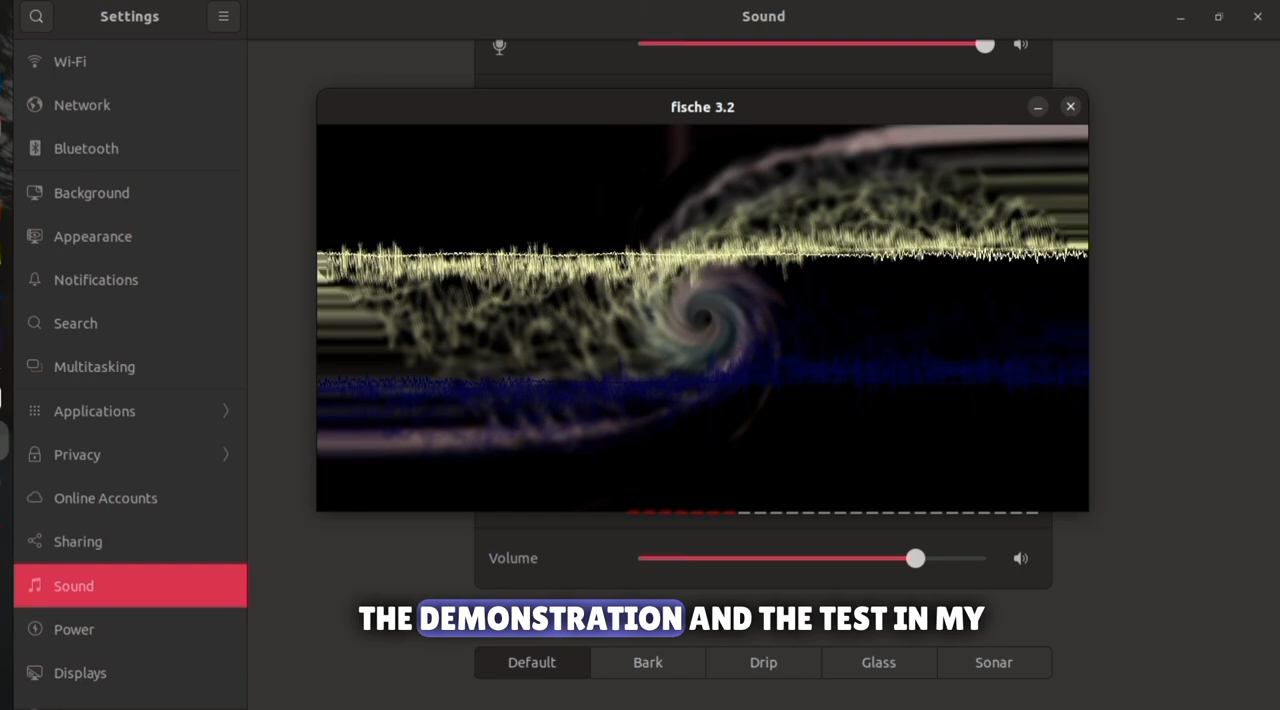 Settings
Sound
Wi-Fi
Network
Bluetooth
Background
Appearance
Notifications
Search
Multitasking
Applications
Privacy
Online Accounts
Sharing
Sound
Power
Displays
fische 3.2
Volume
THE DEMONSTRATION AND THE TEST IN MY
Default Bark Drip Glass Sonar